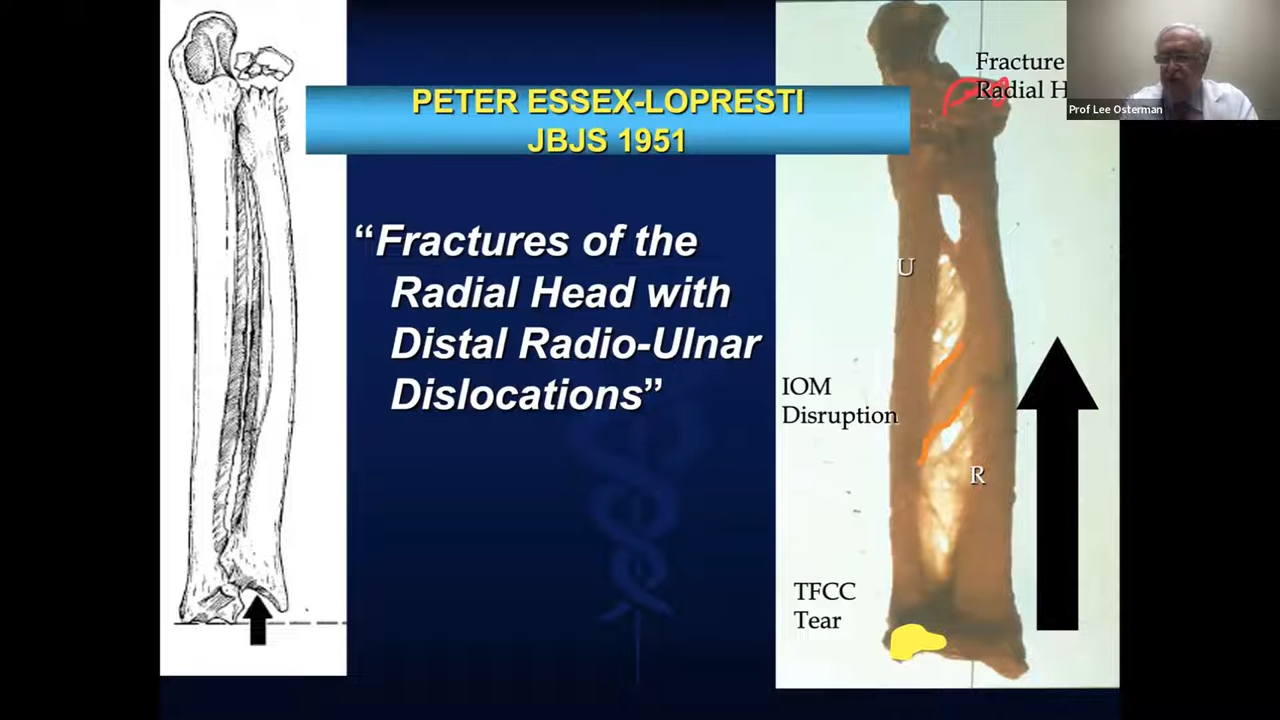 PETER ESSEX-LOPRESTI
JBJS 1951
“Fractures of the
Radial Head with
Distal Radio-Ulnar
Dislocations”
Fracture
Radial H
Prof Lee Osterman
U
IOM
Disruption
R
TFCC
Tear